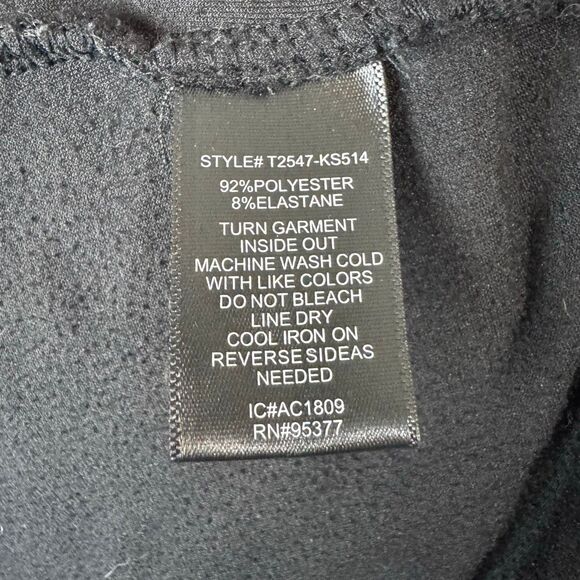 STYLE# T2547-KS514
92%POLYESTER
8%ELASTANE
TURN GARMENT
INSIDE OUT
MACHINE WASH COLD
WITH LIKE COLORS
DO NOT BLEACH
LINE DRY
COOL IRON ON
REVERSE SIDEAS
NEEDED
IC#AC1809
RN#95377